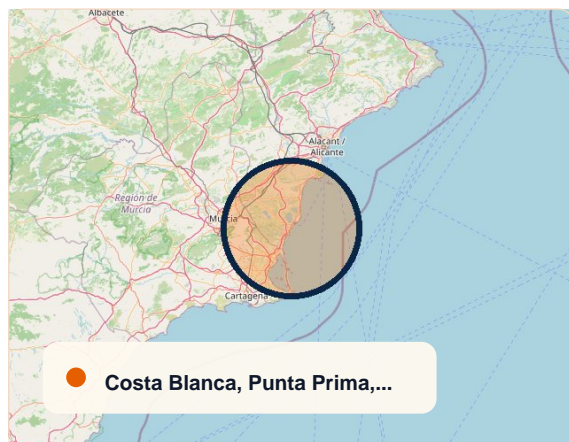 Albacete
Alacant /
Alicante
Región de
Murcia
Murcia
Cartagena
Costa Blanca, Punta Prima,...